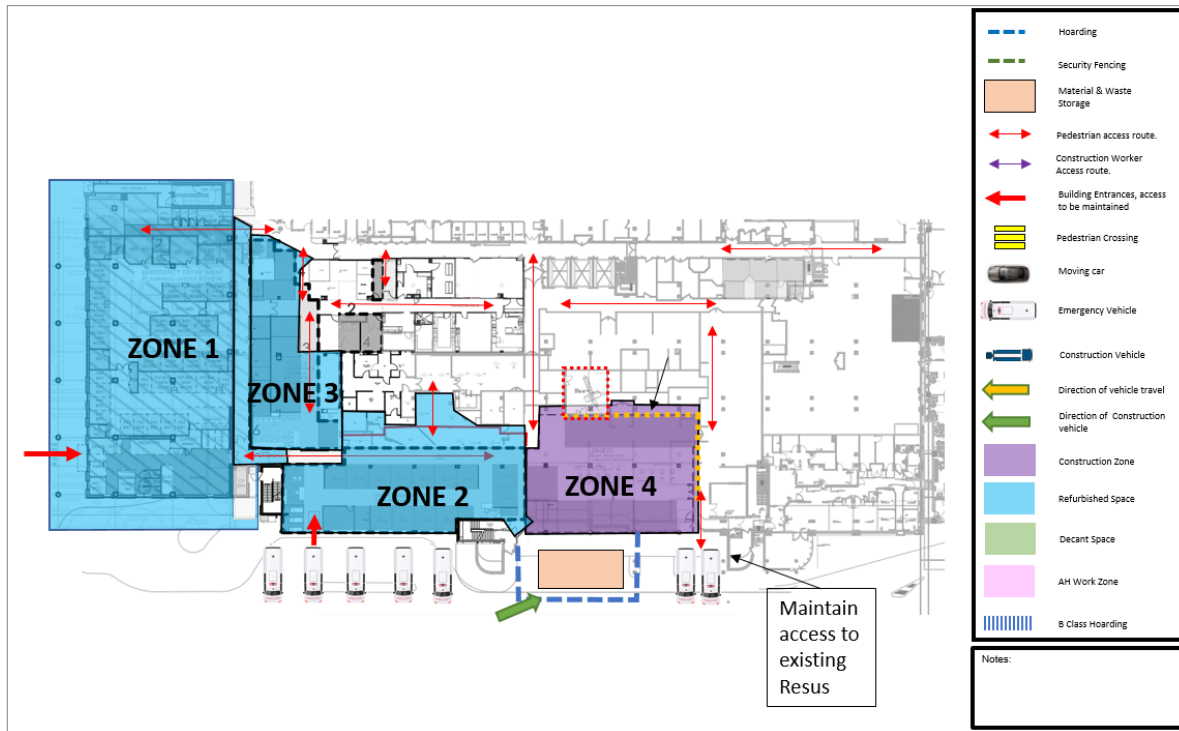 ZONE 1
ZONE 3
ZONE 2
ZONE 4
2
3
4
Maintain
access to
existing
Resus
Hoarding
Security Fencing
Material & Waste
Storage
Pedestrian access route.
Construction Worker
Access route.
Building Entrances, access
to be maintained
Pedestrian Crossing
Moving car
Emergency Vehicle
Construction Vehicle
Direction of vehicle travel
Direction of Construction
vehicle
Construction Zone
Refurbished Space
Decant Space
AH Work Zone
B Class Hoarding
Notes: